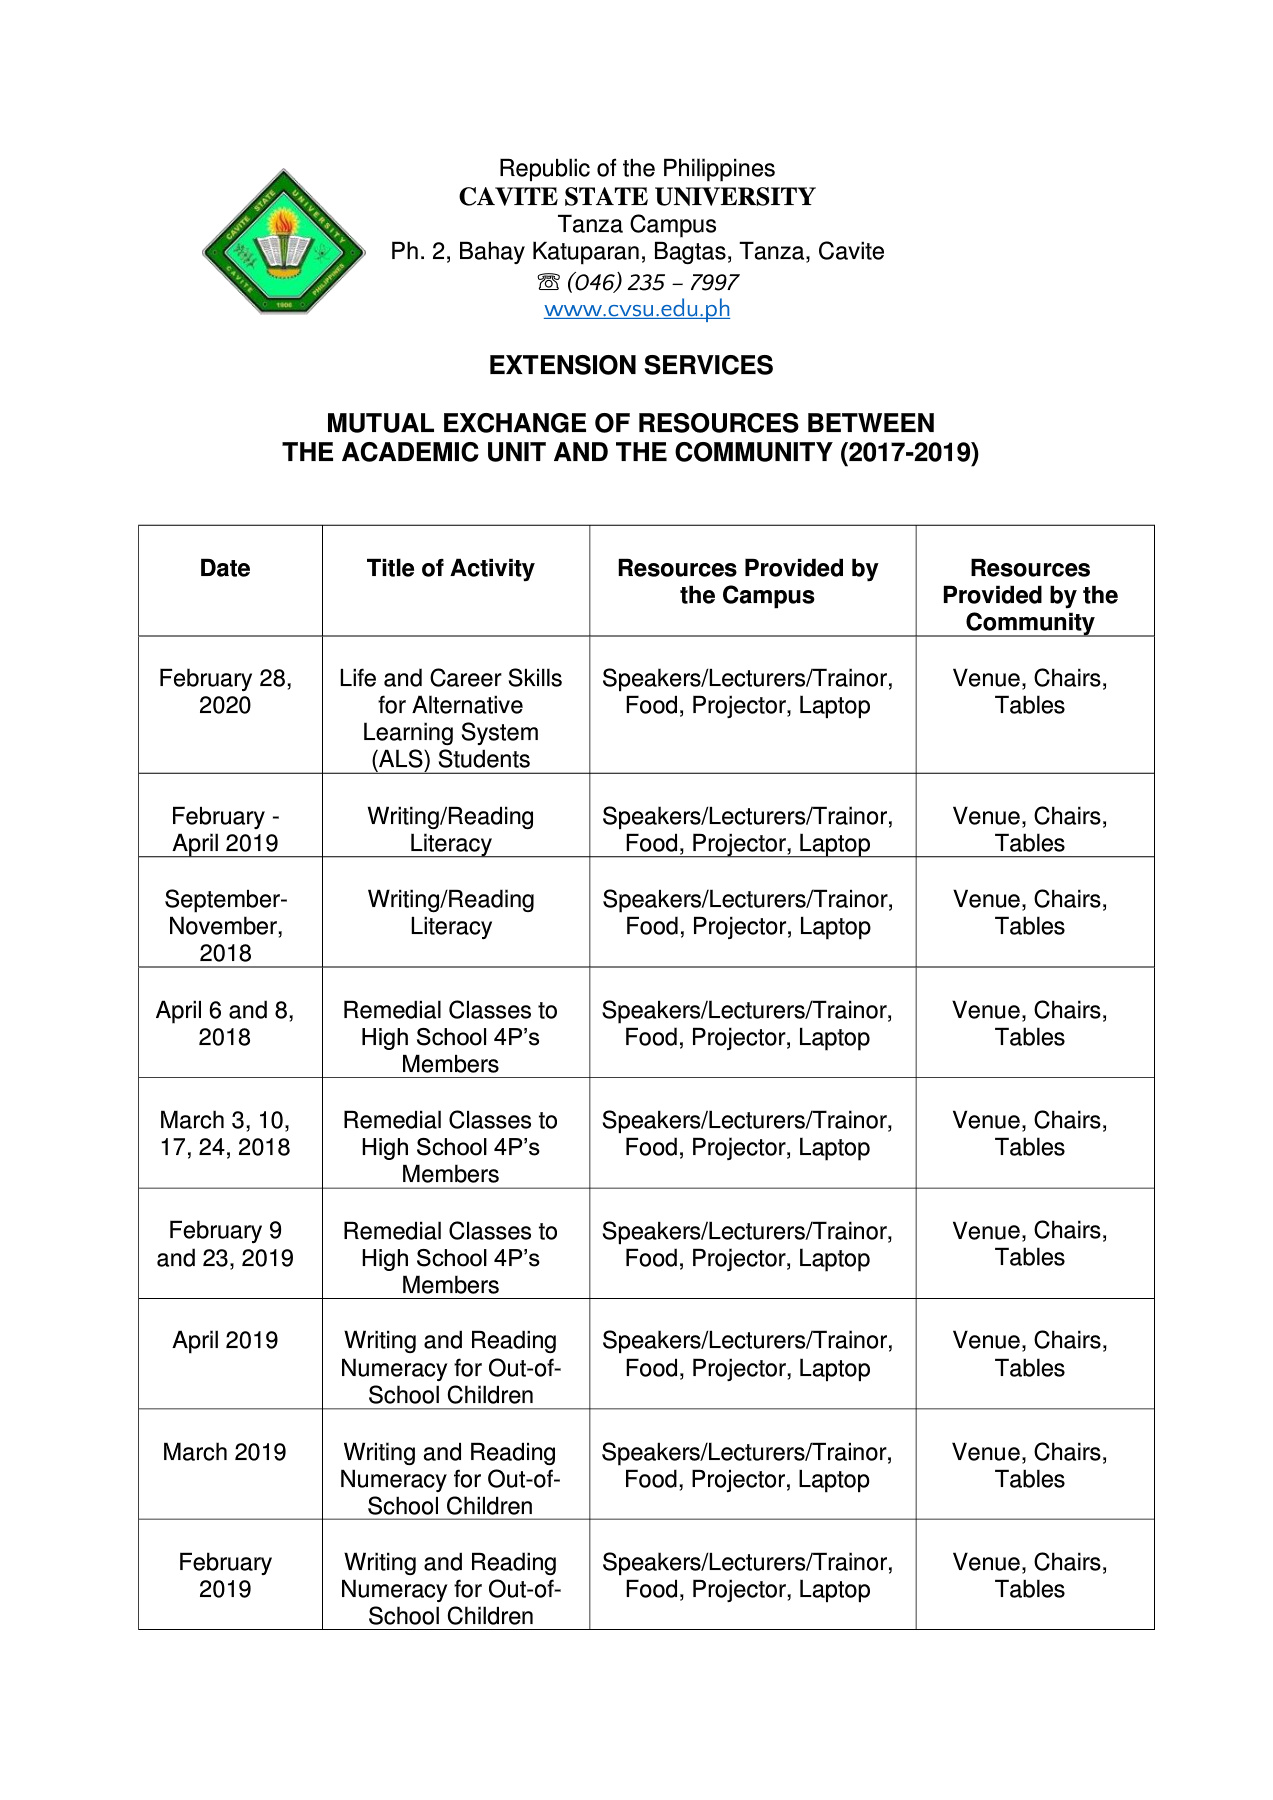 Republic of the Philippines
CAVITE STATE UNIVERSITY
Tanza Campus
Ph. 2, Bahay Katuparan, Bagtas, Tanza, Cavite
☏ (046) 235 – 7997
www.cvsu.edu.ph
CAVITE STATE UNIVERSITY
CAVITE PHILIPPINES
1906
EXTENSION SERVICES
MUTUAL EXCHANGE OF RESOURCES BETWEEN
THE ACADEMIC UNIT AND THE COMMUNITY (2017-2019)
Date
Title of Activity
Resources Provided by
the Campus
Resources
Provided by the
Community
February 28,
2020
Life and Career Skills
for Alternative
Learning System
(ALS) Students
Speakers/Lecturers/Trainor,
Food, Projector, Laptop
Venue, Chairs,
Tables
February -
April 2019
Writing/Reading
Literacy
Speakers/Lecturers/Trainor,
Food, Projector, Laptop
Venue, Chairs,
Tables
September-
November,
2018
Writing/Reading
Literacy
Speakers/Lecturers/Trainor,
Food, Projector, Laptop
Venue, Chairs,
Tables
April 6 and 8,
2018
Remedial Classes to
High School 4P’s
Members
Speakers/Lecturers/Trainor,
Food, Projector, Laptop
Venue, Chairs,
Tables
March 3, 10,
17, 24, 2018
Remedial Classes to
High School 4P’s
Members
Speakers/Lecturers/Trainor,
Food, Projector, Laptop
Venue, Chairs,
Tables
February 9
and 23, 2019
Remedial Classes to
High School 4P’s
Members
Speakers/Lecturers/Trainor,
Food, Projector, Laptop
Venue, Chairs,
Tables
April 2019
Writing and Reading
Numeracy for Out-of-
School Children
Speakers/Lecturers/Trainor,
Food, Projector, Laptop
Venue, Chairs,
Tables
March 2019
Writing and Reading
Numeracy for Out-of-
School Children
Speakers/Lecturers/Trainor,
Food, Projector, Laptop
Venue, Chairs,
Tables
February
2019
Writing and Reading
Numeracy for Out-of-
School Children
Speakers/Lecturers/Trainor,
Food, Projector, Laptop
Venue, Chairs,
Tables